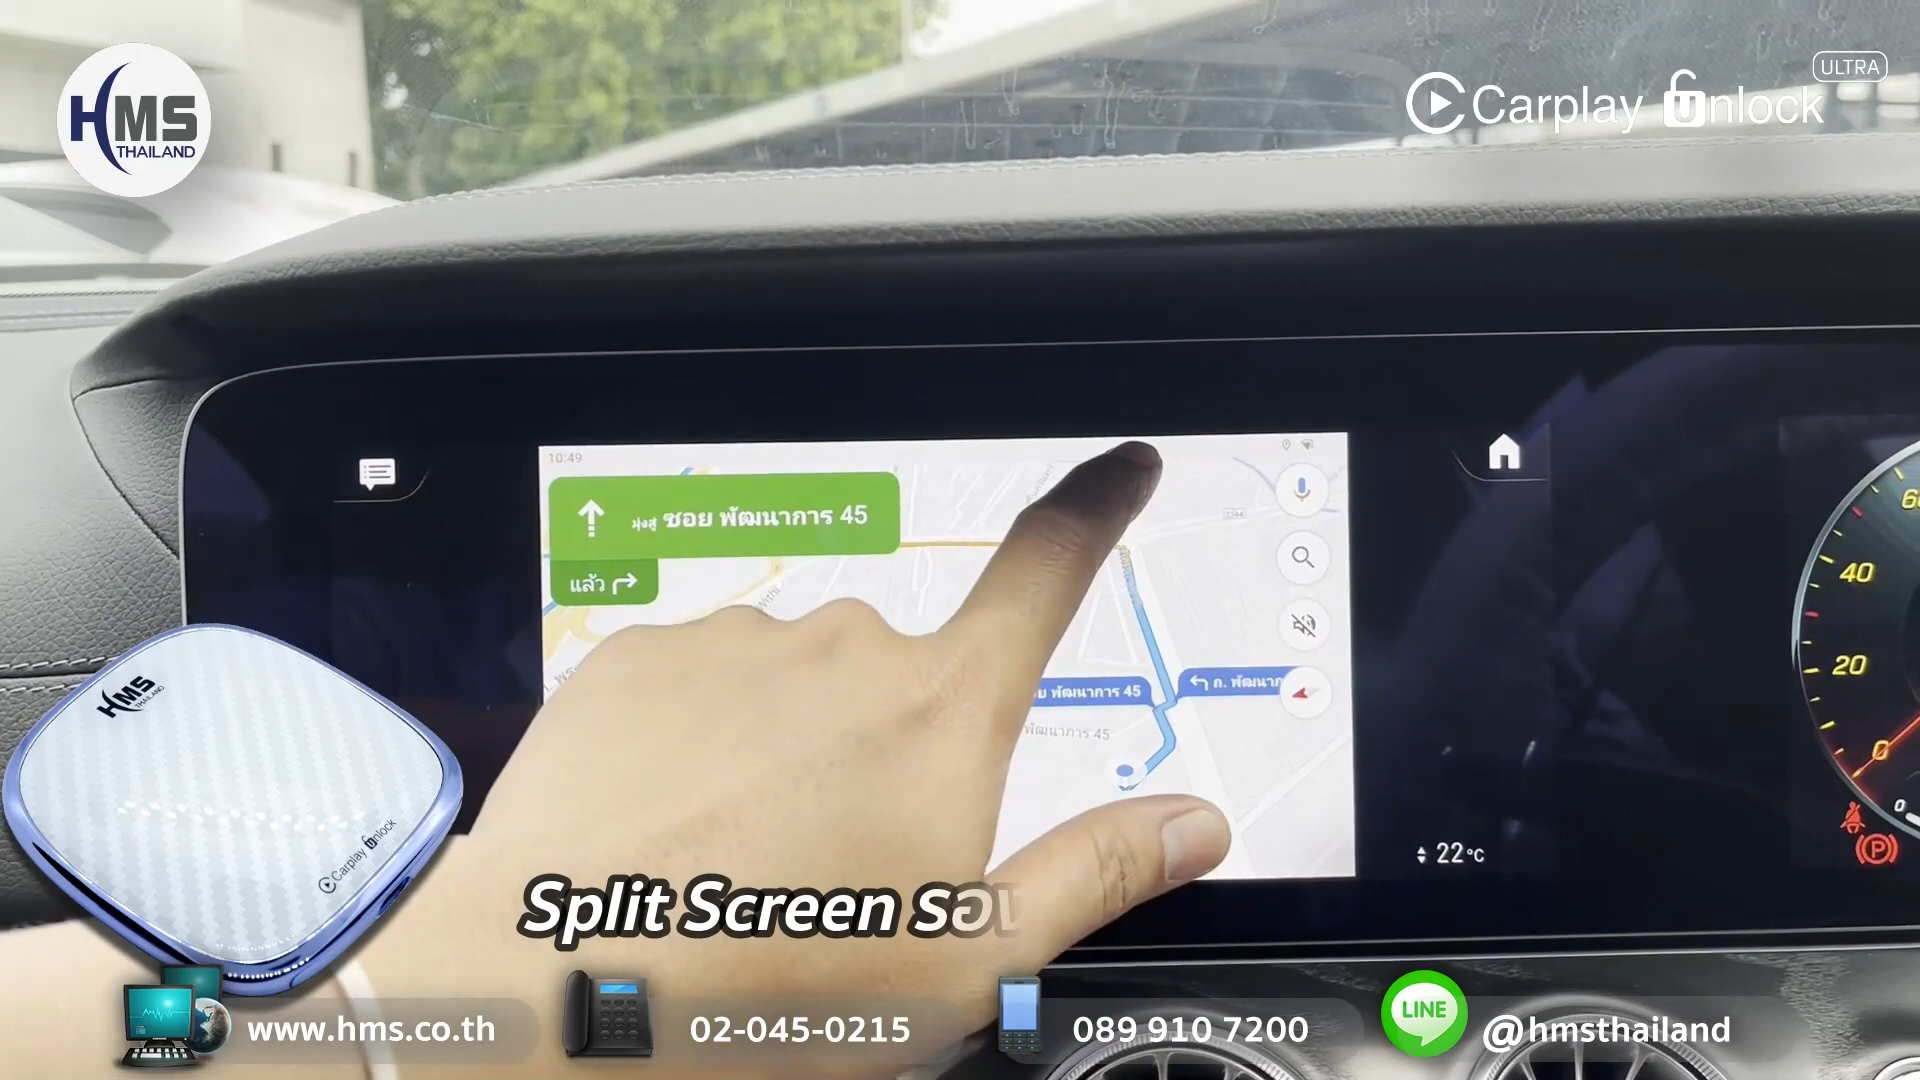 HMS
THAILAND
Carplay Unlock
ULTRA
10:49
มุ่งสู่ ซอย พัฒนาการ 45
แล้ว
3344
พัฒนาการ 45
ถ. พัฒนาก
พัฒนาการ 45
60
40
20
0
0
22°C
HMS
THAILAND
Carplay Unlock
Split Screen
www.hms.co.th
02-045-0215
089 910 7200
LINE
@hmsthailand